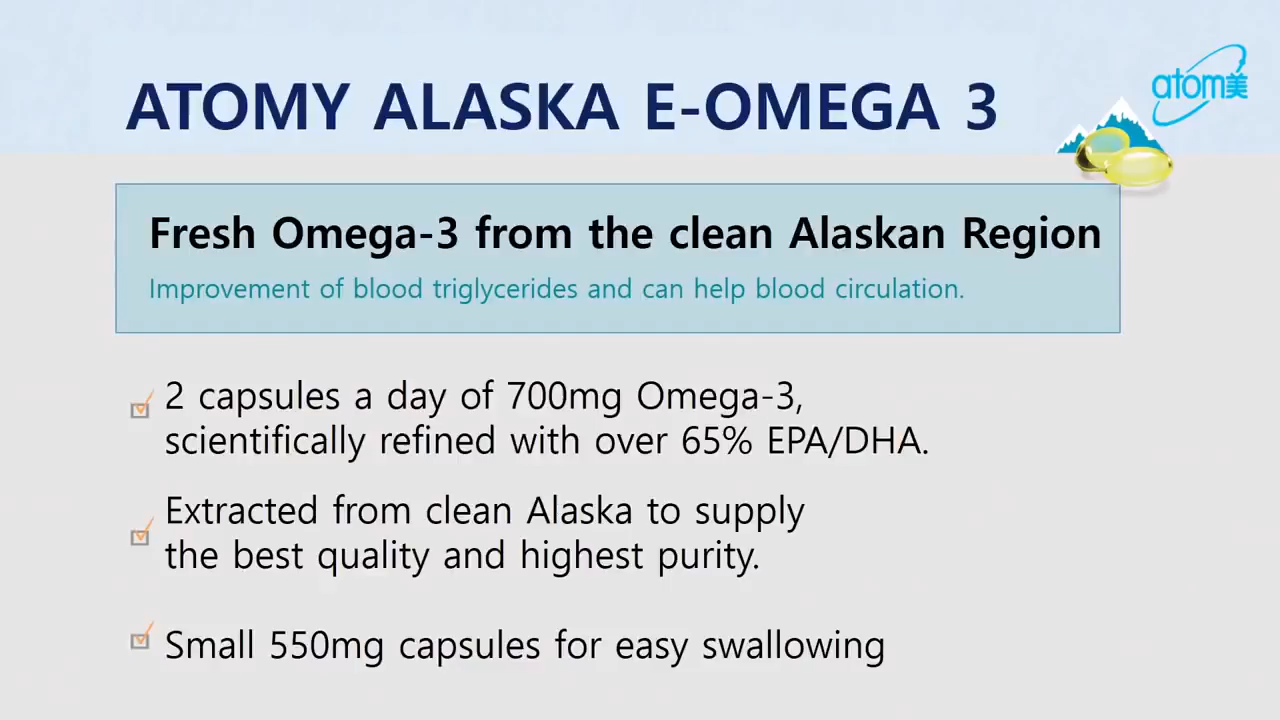 ATOMY ALASKA E-OMEGA 3
atom美
Fresh Omega-3 from the clean Alaskan Region
Improvement of blood triglycerides and can help blood circulation.
2 capsules a day of 700mg Omega-3,
scientifically refined with over 65% EPA/DHA.
Extracted from clean Alaska to supply
the best quality and highest purity.
Small 550mg capsules for easy swallowing